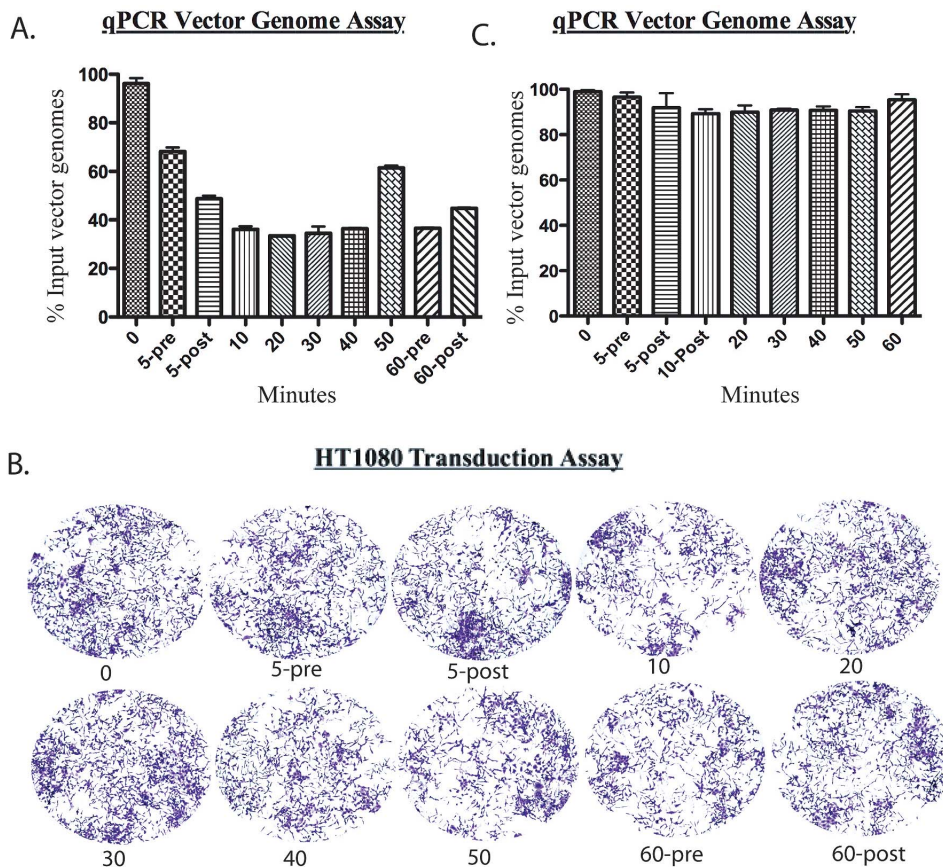 A.
qPCR Vector Genome Assay
% Input vector genomes
100
80
60
40
20
0
0
5-pre
5-post
10
20
30
40
50
60-pre
60-post
Minutes
C.
qPCR Vector Genome Assay
% Input vector genomes
100
80
60
40
20
0
0
5-pre
5-post
10-Post
20
30
40
50
60
Minutes
B.
HT1080 Transduction Assay
0
5-pre
5-post
10
20
30
40
50
60-pre
60-post